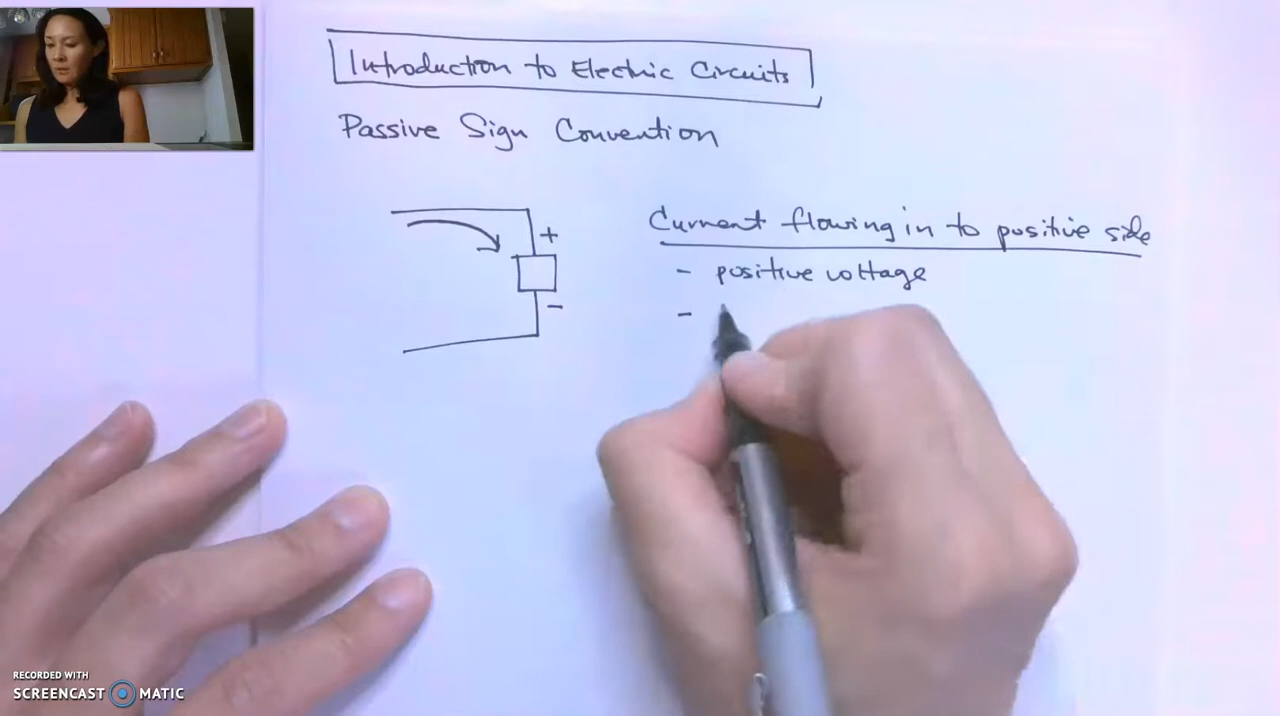 Introduction to Electric Circuits
Passive Sign Convention
Current flowing in to positive side
+
- positive voltage
-
-
RECORDED WITH
SCREENCAST MATIC